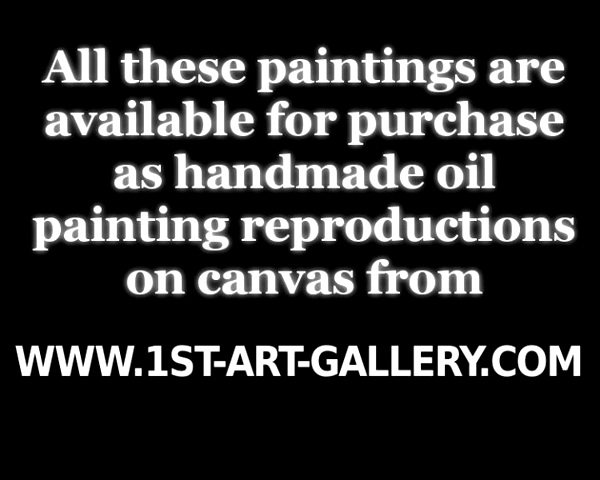 All these paintings are
available for purchase
as handmade oil
painting reproductions
on canvas from
WWW.1ST-ART-GALLERY.COM